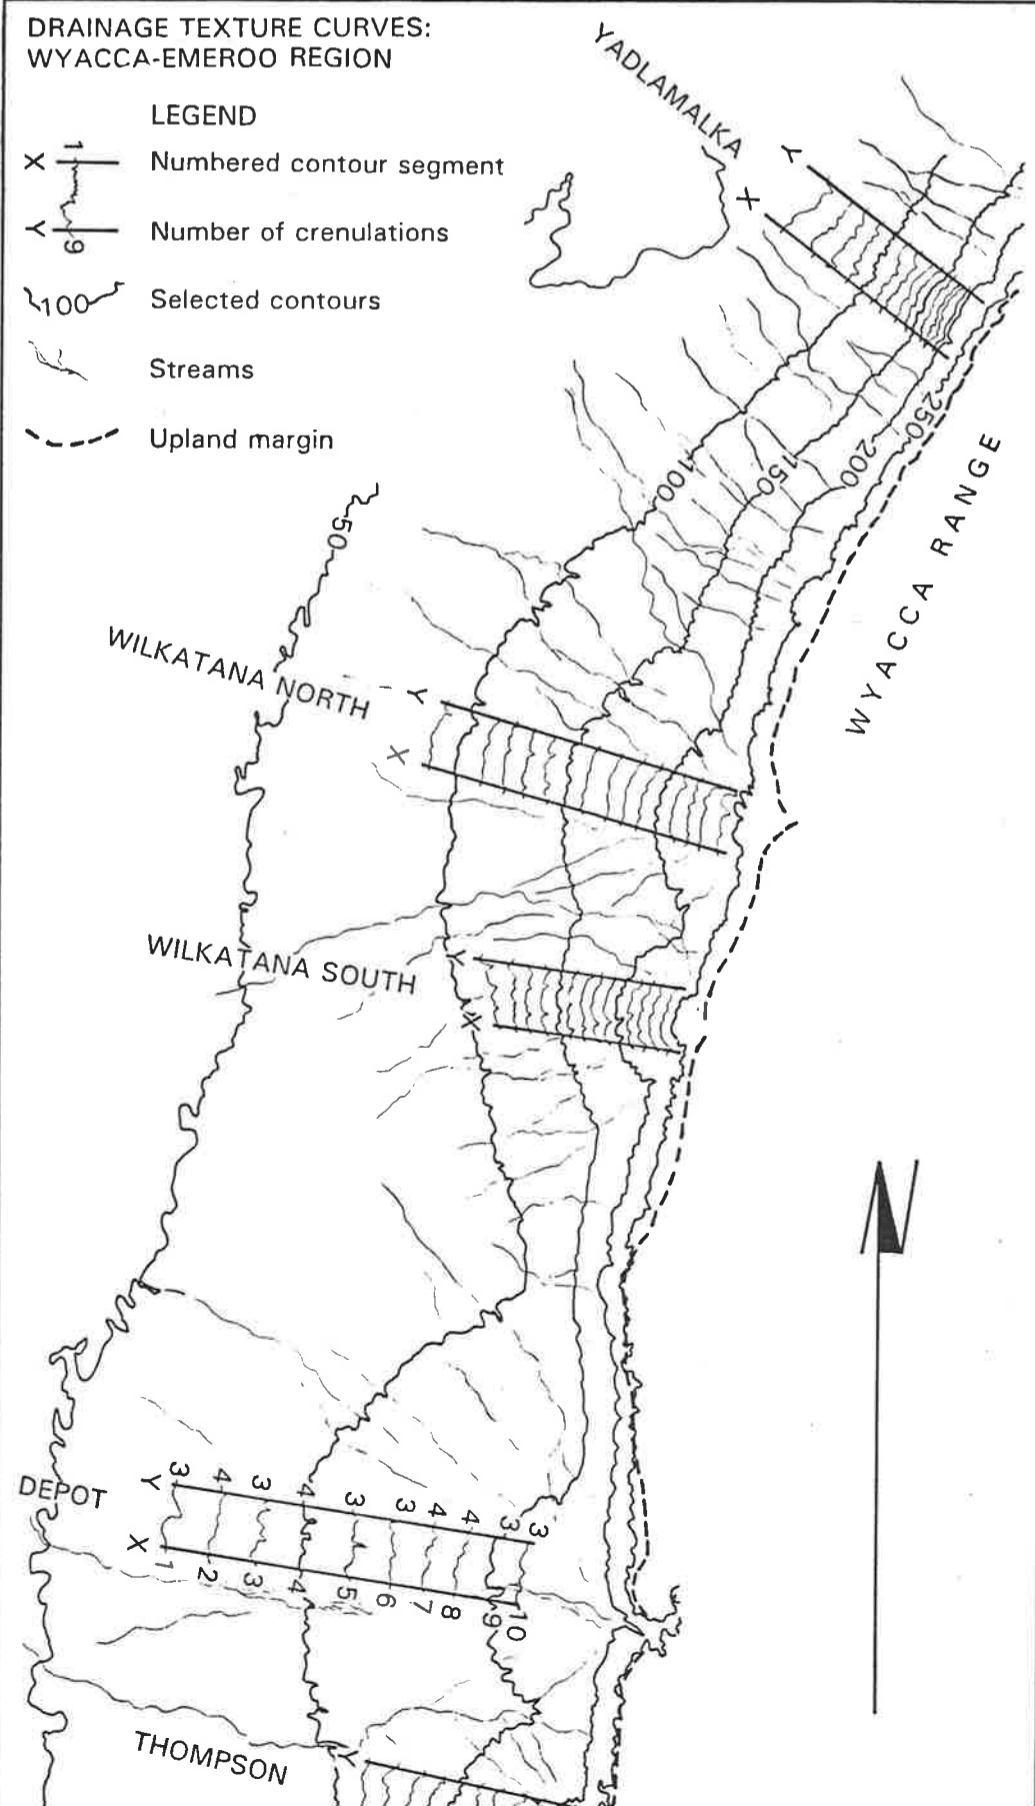 DRAINAGE TEXTURE CURVES:
WYACCA-EMEROO REGION
LEGEND
X 1 Numhered contour segment
Y 9 Number of crenulations
100 Selected contours
Streams
Upland margin
YADLAMALKA
Y
X
250
200
150
100
50
WYACCA RANGE
WILKATANA NORTH
Y
X
WILKATANA SOUTH
Y
X
N
DEPOT
Y 3 4 3 4 3 3 4 4 3 3
X 1 2 3 4 5 6 7 8 9 10
THOMPSON
Y